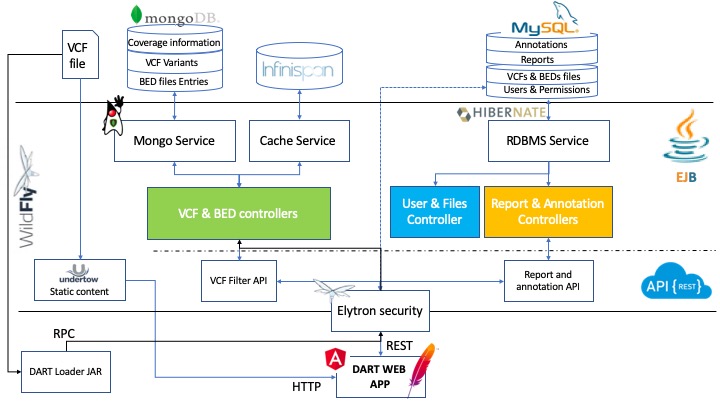 mongoDB.
MySQL®
VCF
file
Coverage information
VCF Variants
BED files Entries
Infinispan
Annotations
Reports
VCFs & BEDs files
Users & Permissions
HIBERNATE
Mongo Service
Cache Service
RDBMS Service
EJB
WildFly
VCF & BED controllers
User & Files
Controller
Report & Annotation
Controllers
undertow
Static content
VCF Filter API
Report and
annotation API
API {REST}
Elytron security
RPC
REST
DART Loader JAR
HTTP
A
DART WEB
APP